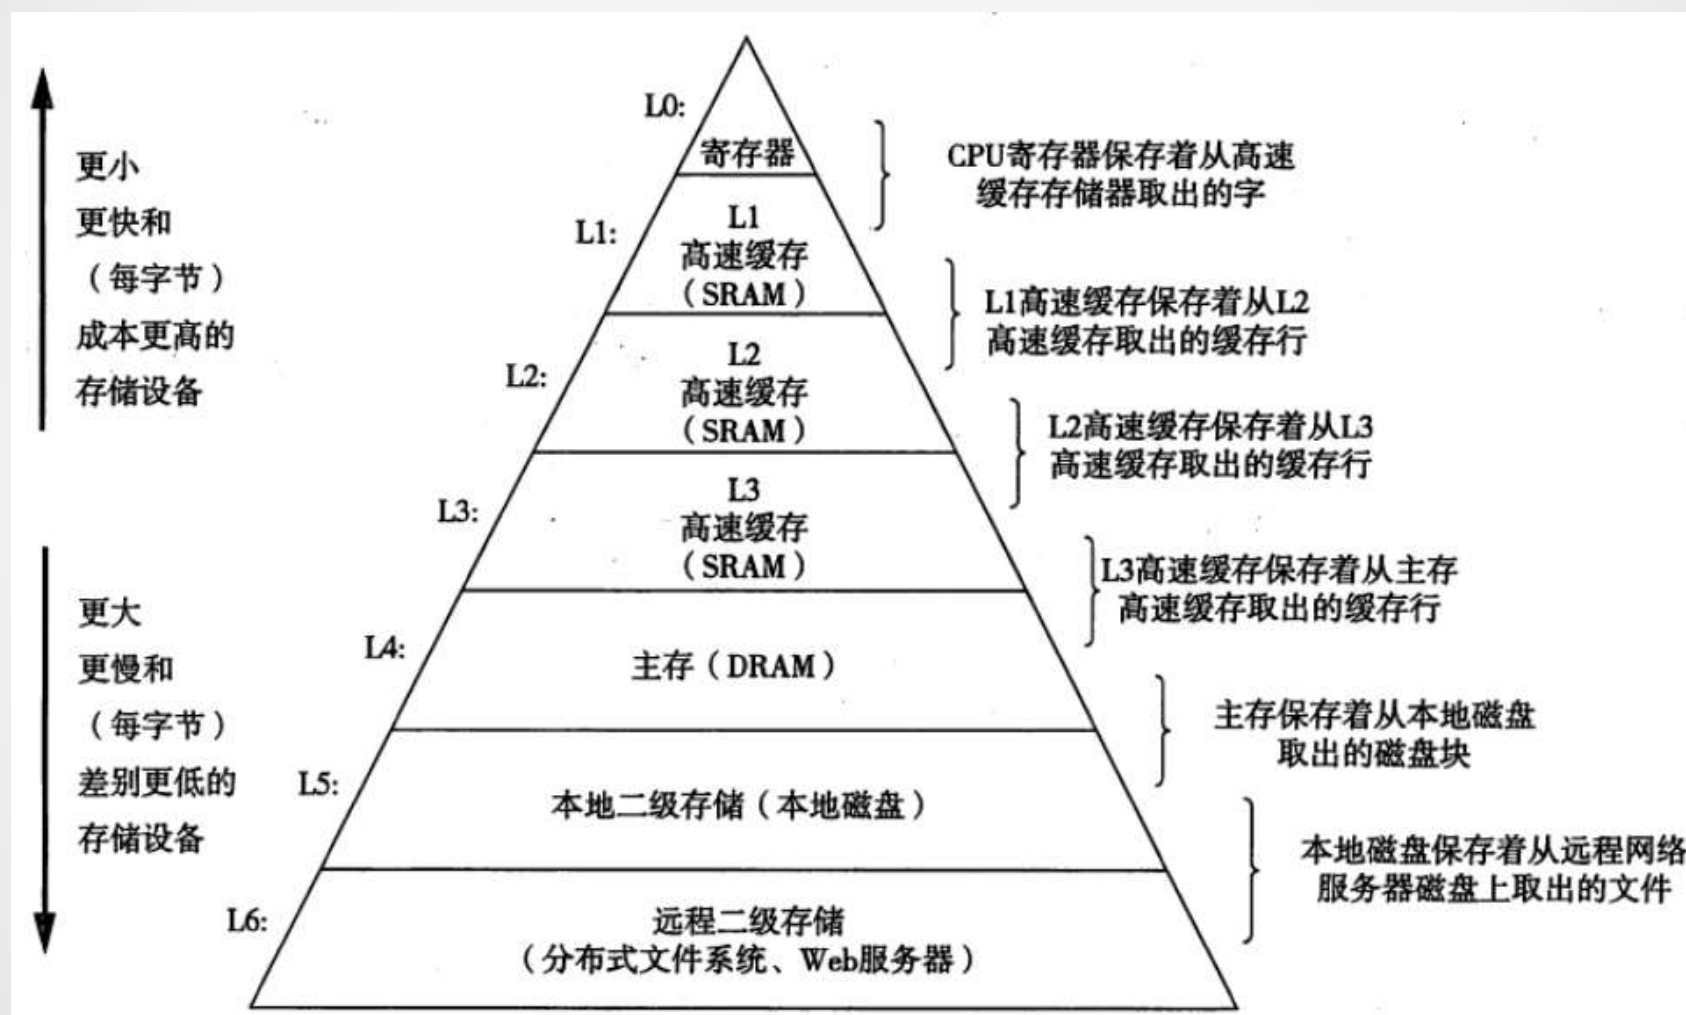 更小
更快和
（每字节）
成本更高的
存储设备
更大
更慢和
（每字节）
差别更低的
存储设备
L0:
寄存器
L1:
L1
高速缓存
（SRAM）
L2:
L2
高速缓存
（SRAM）
L3:
L3
高速缓存
（SRAM）
L4:
主存（DRAM）
L5:
本地二级存储（本地磁盘）
L6:
远程二级存储
（分布式文件系统、Web服务器）
CPU寄存器保存着从高速
缓存存储器取出的字
L1高速缓存保存着从L2
高速缓存取出的缓存行
L2高速缓存保存着从L3
高速缓存取出的缓存行
L3高速缓存保存着从主存
高速缓存取出的缓存行
主存保存着从本地磁盘
取出的磁盘块
本地磁盘保存着从远程网络
服务器磁盘上取出的文件